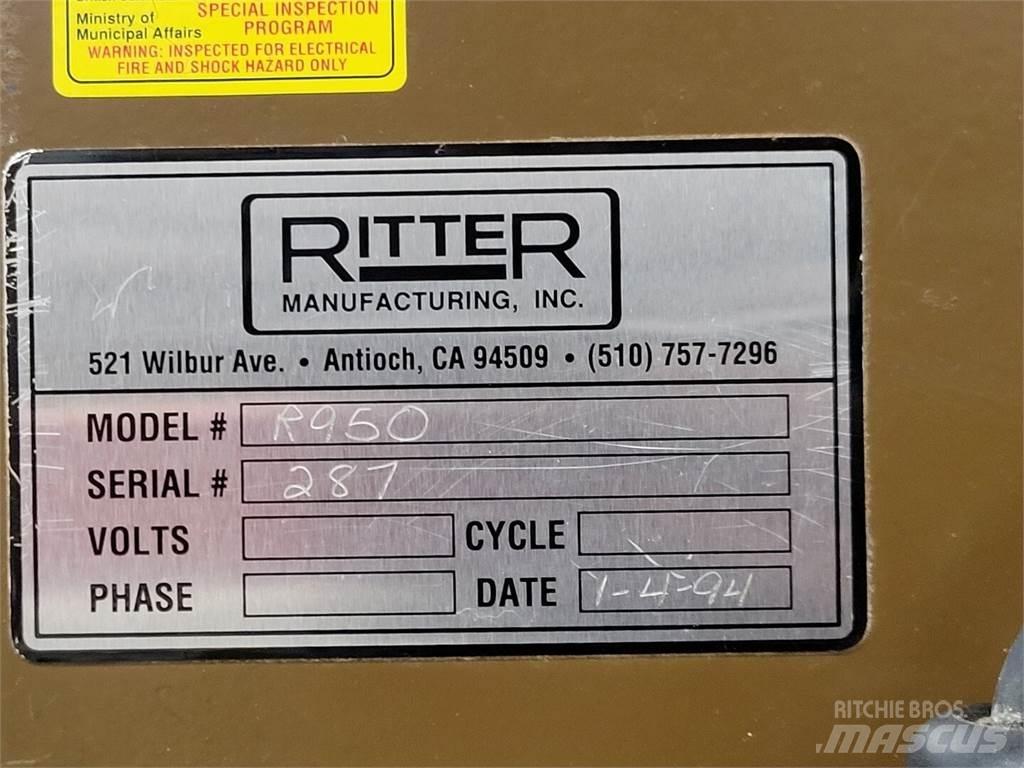 Ministry of
Municipal Affairs
SPECIAL INSPECTION
PROGRAM
WARNING: INSPECTED FOR ELECTRICAL
FIRE AND SHOCK HAZARD ONLY
RITTER
MANUFACTURING, INC.
521 Wilbur Ave. • Antioch, CA 94509 • (510) 757-7296
MODEL # R950
SERIAL # 287
VOLTS CYCLE
PHASE DATE 1-4-94
RITCHIE BROS.
MASCUS